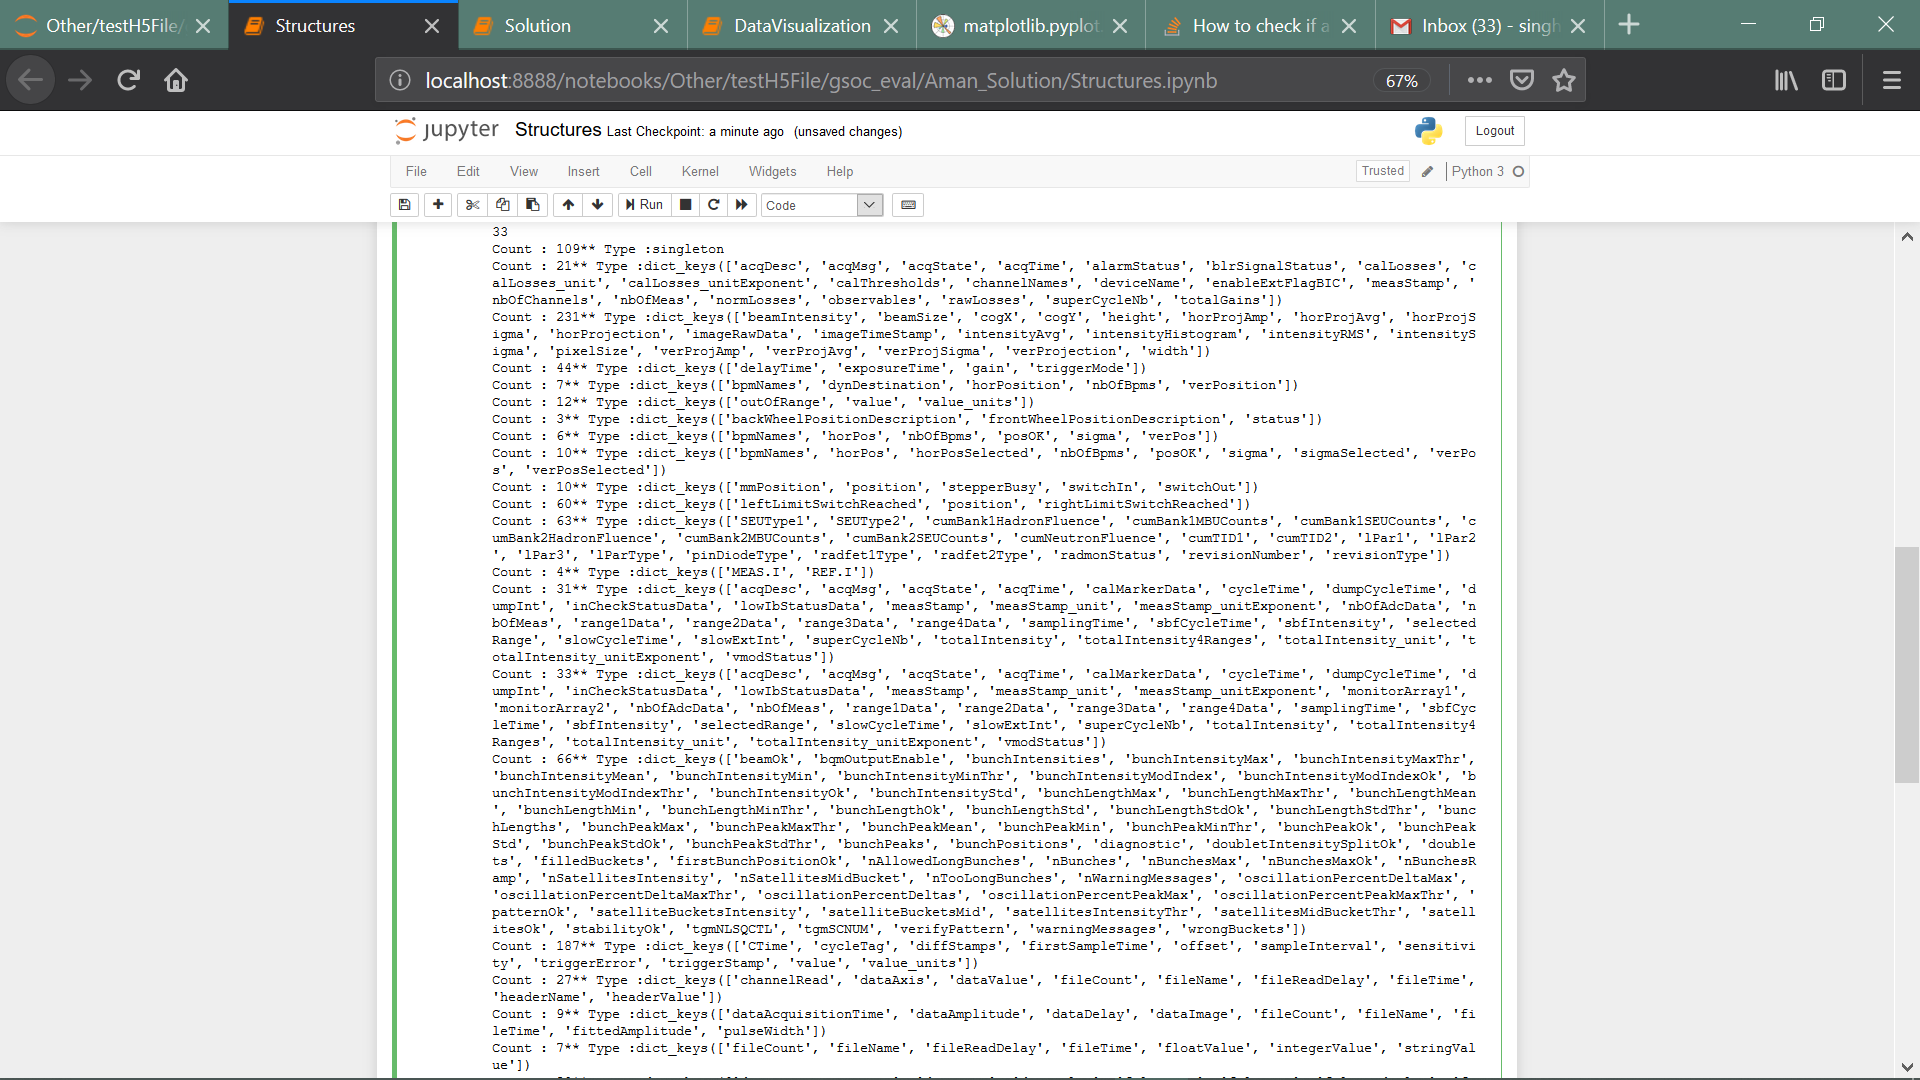 Other/testH5File/
Structures
Solution
DataVisualization
matplotlib.pyplot.
How to check if a
Inbox (33) - singh
localhost:8888/notebooks/Other/testH5File/gsoc_eval/Aman_Solution/Structures.ipynb
67%
jupyter Structures Last Checkpoint: a minute ago (unsaved changes)
Logout
File Edit View Insert Cell Kernel Widgets Help
Trusted Python 3
Run Code
33
Count : 109** Type :singleton
Count : 21** Type :dict_keys(['acqDesc', 'acqMsg', 'acqState', 'acqTime', 'alarmStatus', 'blrSignalStatus', 'calLosses', 'c
alLosses_unit', 'calLosses_unitExponent', 'calThresholds', 'channelNames', 'deviceName', 'enableExtFlagBIC', 'measStamp', '
nbOfChannels', 'nbOfMeas', 'normLosses', 'observables', 'rawLosses', 'superCycleNb', 'totalGains'])
Count : 231** Type :dict_keys(['beamIntensity', 'beamSize', 'cogX', 'cogY', 'height', 'horProjAmp', 'horProjAvg', 'horProjS
igma', 'horProjection', 'imageRawData', 'imageTimeStamp', 'intensityAvg', 'intensityHistogram', 'intensityRMS', 'intensityS
igma', 'pixelSize', 'verProjAmp', 'verProjAvg', 'verProjSigma', 'verProjection', 'width'])
Count : 44** Type :dict_keys(['delayTime', 'exposureTime', 'gain', 'triggerMode'])
Count : 7** Type :dict_keys(['bpmNames', 'dynDestination', 'horPosition', 'nbOfBpms', 'verPosition'])
Count : 12** Type :dict_keys(['outOfRange', 'value', 'value_units'])
Count : 3** Type :dict_keys(['backWheelPositionDescription', 'frontWheelPositionDescription', 'status'])
Count : 6** Type :dict_keys(['bpmNames', 'horPos', 'nbOfBpms', 'posOK', 'sigma', 'verPos'])
Count : 10** Type :dict_keys(['bpmNames', 'horPos', 'horPosSelected', 'nbOfBpms', 'posOK', 'sigma', 'sigmaSelected', 'verPo
s', 'verPosSelected'])
Count : 10** Type :dict_keys(['mmPosition', 'position', 'stepperBusy', 'switchIn', 'switchOut'])
Count : 60** Type :dict_keys(['leftLimitSwitchReached', 'position', 'rightLimitSwitchReached'])
Count : 63** Type :dict_keys(['SEUType1', 'SEUType2', 'cumBank1HadronFluence', 'cumBank1MBUCounts', 'cumBank1SEUCounts', 'c
umBank2HadronFluence', 'cumBank2MBUCounts', 'cumBank2SEUCounts', 'cumNeutronFluence', 'cumTID1', 'cumTID2', 'lPar1', 'lPar2
', 'lPar3', 'lParType', 'pinDiodeType', 'radfet1Type', 'radfet2Type', 'radmonStatus', 'revisionNumber', 'revisionType'])
Count : 4** Type :dict_keys(['MEAS.I', 'REF.I'])
Count : 31** Type :dict_keys(['acqDesc', 'acqMsg', 'acqState', 'acqTime', 'calMarkerData', 'cycleTime', 'dumpCycleTime', 'd
umpInt', 'inCheckStatusData', 'lowIbStatusData', 'measStamp', 'measStamp_unit', 'measStamp_unitExponent', 'nbOfAdcData', 'n
bOfMeas', 'range1Data', 'range2Data', 'range3Data', 'range4Data', 'samplingTime', 'sbfCycleTime', 'sbfIntensity', 'selected
Range', 'slowCycleTime', 'slowExtInt', 'superCycleNb', 'totalIntensity', 'totalIntensity4Ranges', 'totalIntensity_unit', 't
otalIntensity_unitExponent', 'vmodStatus'])
Count : 33** Type :dict_keys(['acqDesc', 'acqMsg', 'acqState', 'acqTime', 'calMarkerData', 'cycleTime', 'dumpCycleTime', 'd
umpInt', 'inCheckStatusData', 'lowIbStatusData', 'measStamp', 'measStamp_unit', 'measStamp_unitExponent', 'monitorArray1',
'monitorArray2', 'nbOfAdcData', 'nbOfMeas', 'range1Data', 'range2Data', 'range3Data', 'range4Data', 'samplingTime', 'sbfCyc
leTime', 'sbfIntensity', 'selectedRange', 'slowCycleTime', 'slowExtInt', 'superCycleNb', 'totalIntensity', 'totalIntensity4
Ranges', 'totalIntensity_unit', 'totalIntensity_unitExponent', 'vmodStatus'])
Count : 66** Type :dict_keys(['beamOk', 'bqmOutputEnable', 'bunchIntensities', 'bunchIntensityMax', 'bunchIntensityMaxThr',
'bunchIntensityMean', 'bunchIntensityMin', 'bunchIntensityMinThr', 'bunchIntensityModIndex', 'bunchIntensityModIndexOk', 'b
unchIntensityModIndexThr', 'bunchIntensityOk', 'bunchIntensityStd', 'bunchLengthMax', 'bunchLengthMaxThr', 'bunchLengthMean
', 'bunchLengthMin', 'bunchLengthMinThr', 'bunchLengthOk', 'bunchLengthStd', 'bunchLengthStdOk', 'bunchLengthStdThr', 'bunc
hLengths', 'bunchPeakMax', 'bunchPeakMaxThr', 'bunchPeakMean', 'bunchPeakMin', 'bunchPeakMinThr', 'bunchPeakOk', 'bunchPeak
Std', 'bunchPeakStdOk', 'bunchPeakStdThr', 'bunchPeaks', 'bunchPositions', 'diagnostic', 'doubletIntensitySplitOk', 'double
ts', 'filledBuckets', 'firstBunchPositionOk', 'nAllowedLongBunches', 'nBunches', 'nBunchesMax', 'nBunchesMaxOk', 'nBunchesR
amp', 'nSatellitesIntensity', 'nSatellitesMidBucket', 'nTooLongBunches', 'nWarningMessages', 'oscillationPercentDeltaMax',
'oscillationPercentDeltaMaxThr', 'oscillationPercentDeltas', 'oscillationPercentPeakMax', 'oscillationPercentPeakMaxThr', '
patternOk', 'satelliteBucketsIntensity', 'satelliteBucketsMid', 'satellitesIntensityThr', 'satellitesMidBucketThr', 'satell
itesOk', 'stabilityOk', 'tgmNLSQCTL', 'tgmSCNUM', 'verifyPattern', 'warningMessages', 'wrongBuckets'])
Count : 187** Type :dict_keys(['CTime', 'cycleTag', 'diffStamps', 'firstSampleTime', 'offset', 'sampleInterval', 'sensitivi
ty', 'triggerError', 'triggerStamp', 'value', 'value_units'])
Count : 27** Type :dict_keys(['channelRead', 'dataAxis', 'dataValue', 'fileCount', 'fileName', 'fileReadDelay', 'fileTime',
'headerName', 'headerValue'])
Count : 9** Type :dict_keys(['dataAcquisitionTime', 'dataAmplitude', 'dataDelay', 'dataImage', 'fileCount', 'fileName', 'fi
leTime', 'fittedAmplitude', 'pulseWidth'])
Count : 7** Type :dict_keys(['fileCount', 'fileName', 'fileReadDelay', 'fileTime', 'floatValue', 'integerValue', 'stringVal
ue'])